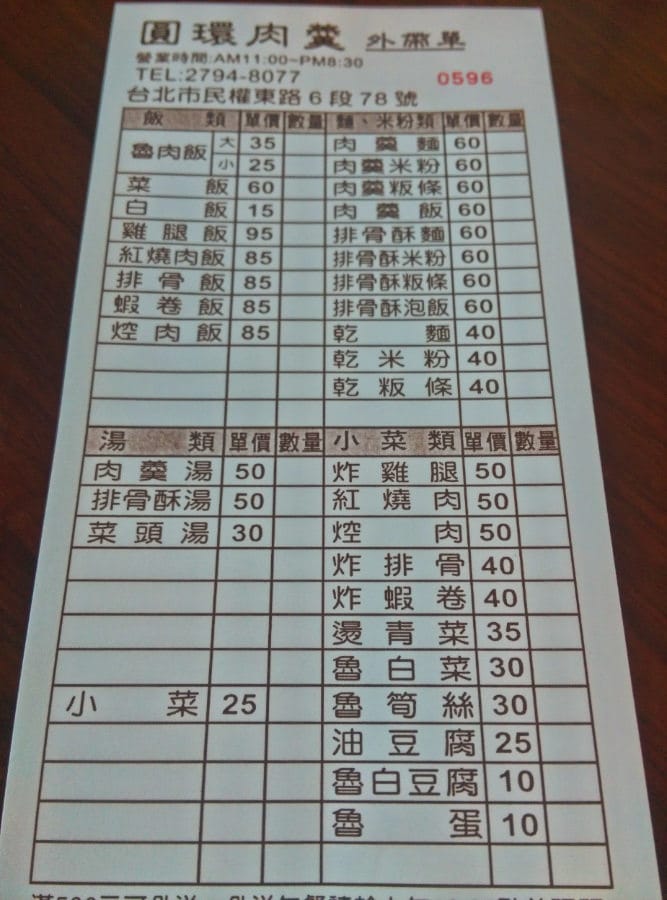 圓環肉羹 外帶單
營業時間:AM11:00~PM8:30
TEL:2794-8077 0596
台北市民權東路6段78號
飯類 單價 數量 麵、米粉類 單價 數量
魯肉飯 大 35 肉羹麵 60
小 25 肉羹米粉 60
菜飯 60 肉羹粄條 60
白飯 15 肉羹飯 60
雞腿飯 95 排骨酥麵 60
紅燒肉飯 85 排骨酥米粉 60
排骨飯 85 排骨酥粄條 60
蝦卷飯 85 排骨酥泡飯 60
焢肉飯 85 乾麵 40
乾米粉 40
乾粄條 40
湯類 單價 數量 小菜類 單價 數量
肉羹湯 50 炸雞腿 50
排骨酥湯 50 紅燒肉 50
菜頭湯 30 焢肉 50
炸排骨 40
炸蝦卷 40
燙青菜 35
魯白菜 30
小菜 25 魯筍絲 30
油豆腐 25
魯白豆腐 10
魯蛋 10